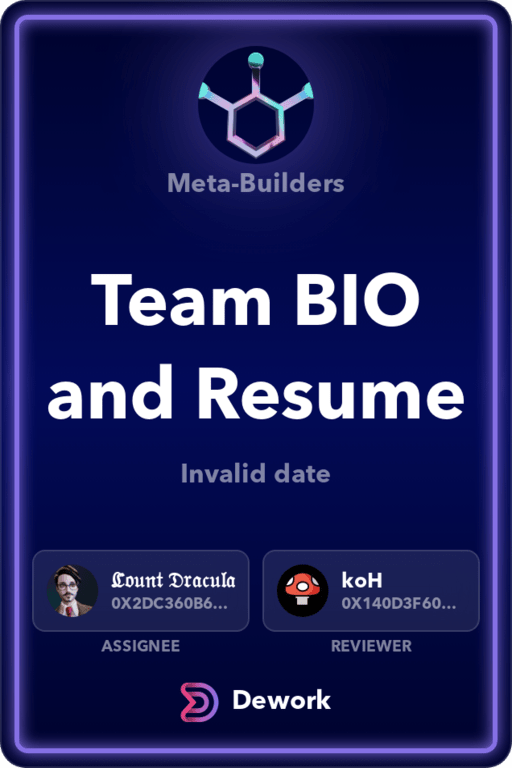 Meta-Builders
Team BIO
and Resume
Invalid date
𝕮ount 𝕯racula
0X2DC360B6...
ASSIGNEE
koH
0X140D3F60...
REVIEWER
Dework